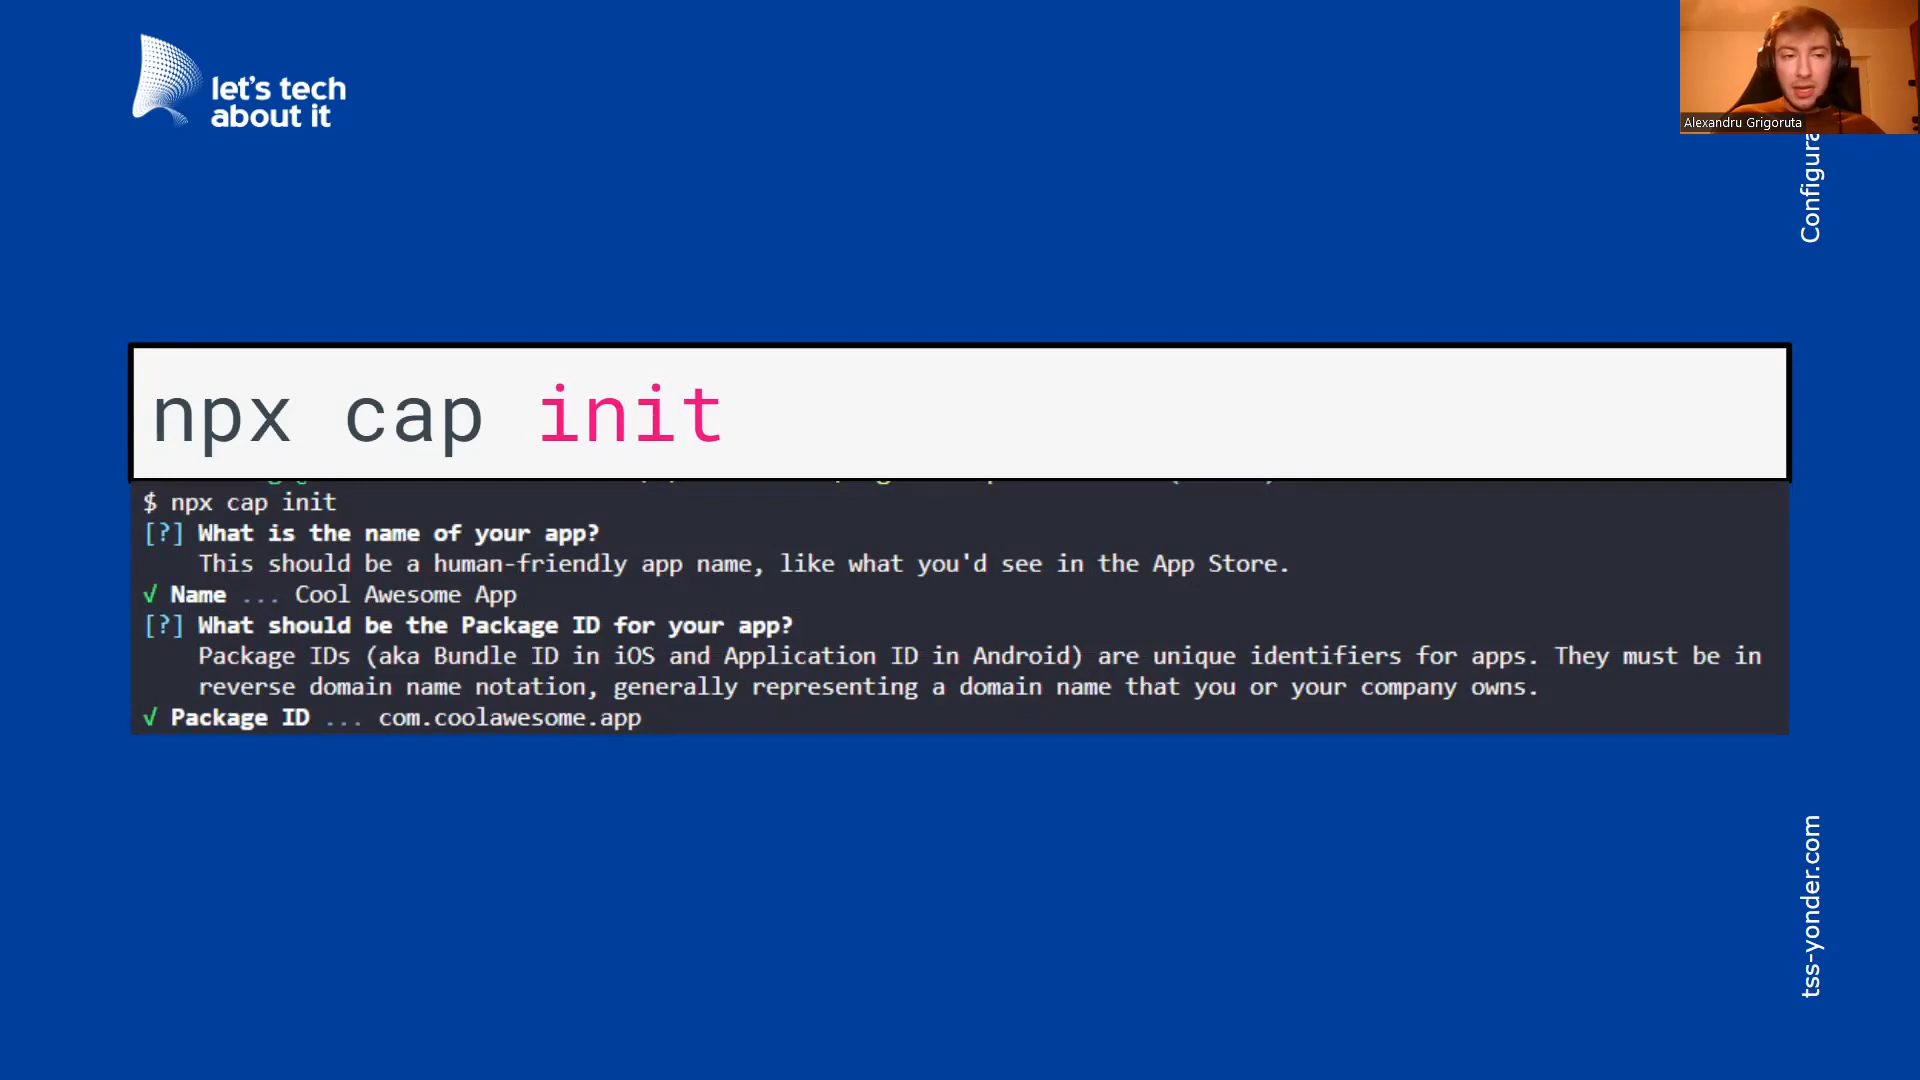 let's tech
about it
Alexandru Grigoruta
npx cap init
$ npx cap init
[?] What is the name of your app?
This should be a human-friendly app name, like what you'd see in the App Store.
√ Name ... Cool Awesome App
[?] What should be the Package ID for your app?
Package IDs (aka Bundle ID in iOS and Application ID in Android) are unique identifiers for apps. They must be in
reverse domain name notation, generally representing a domain name that you or your company owns.
√ Package ID ... com.coolawesome.app
tss-yonder.com